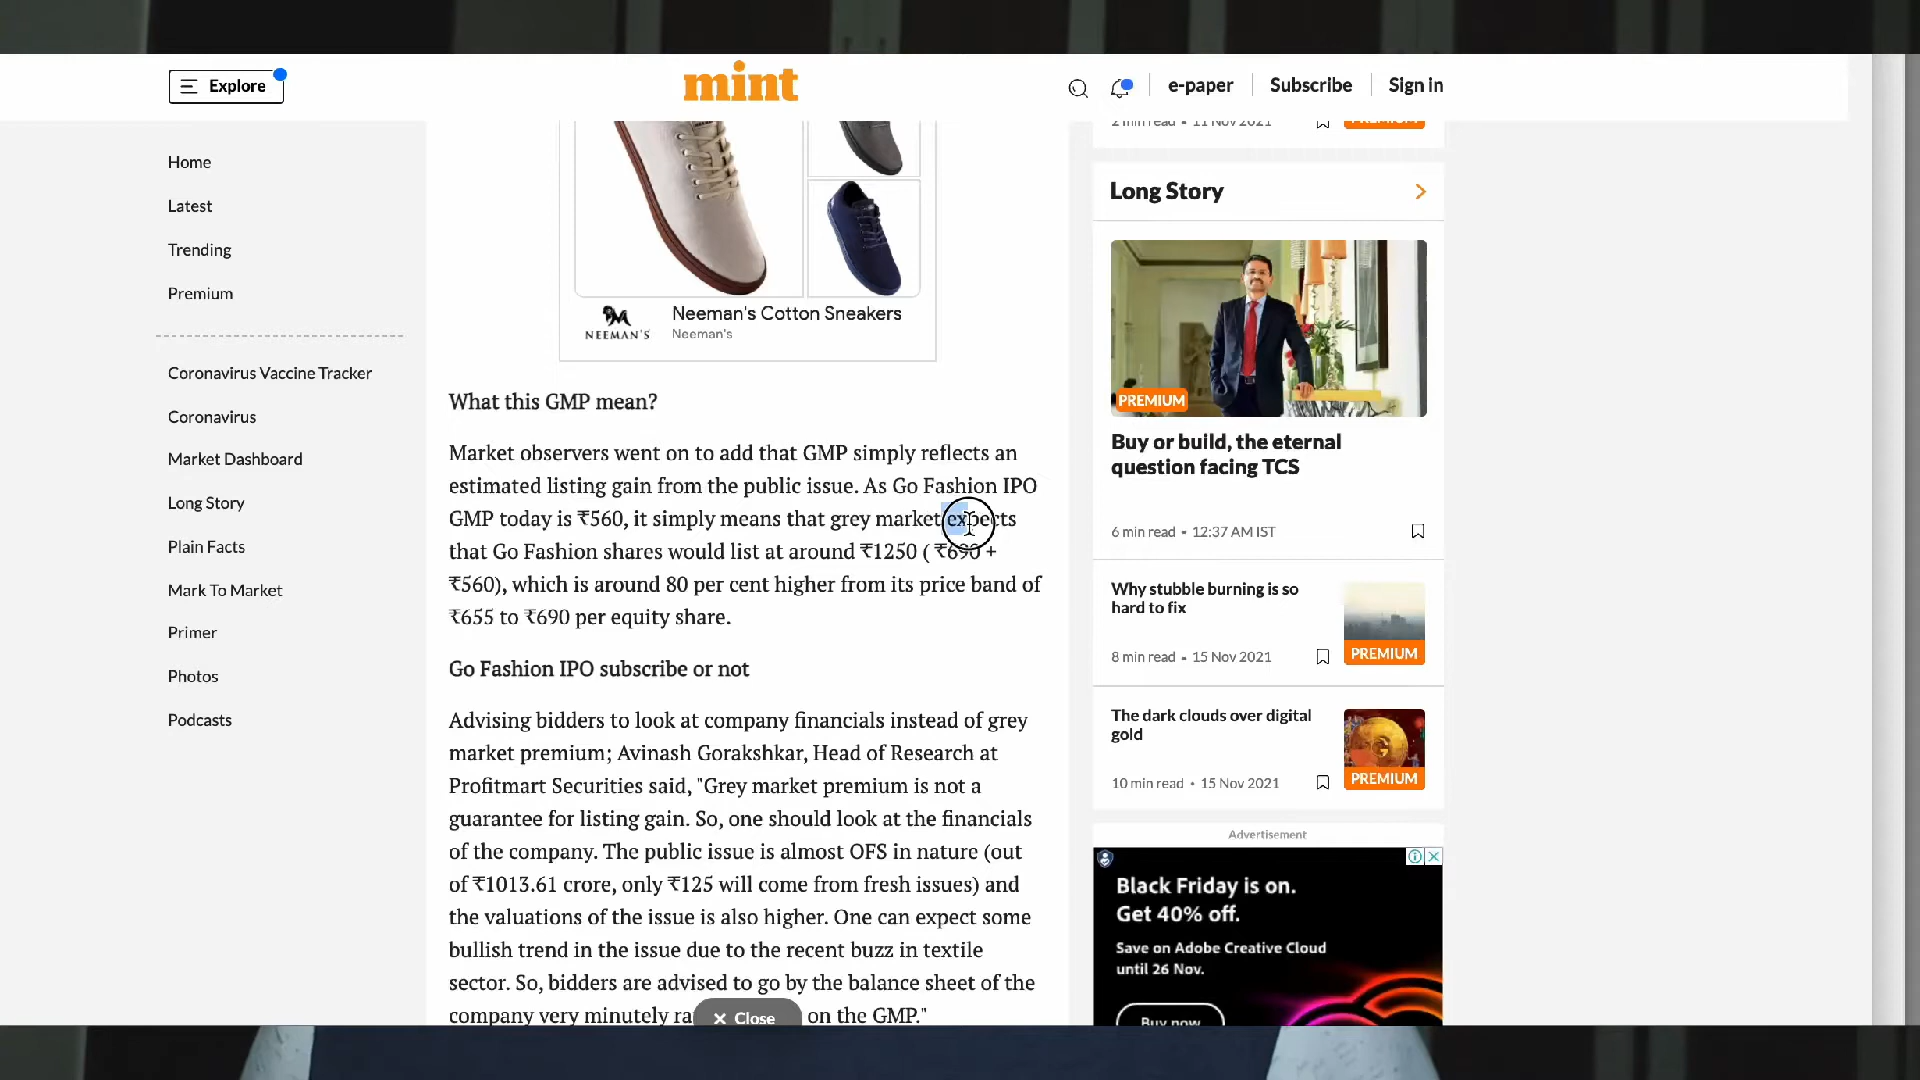 Explore
mint
e-paper
Subscribe
Sign in
Home
Latest
Trending
Premium
Coronavirus Vaccine Tracker
Coronavirus
Market Dashboard
Long Story
Plain Facts
Mark To Market
Primer
Photos
Podcasts
NEEMAN'S
Neeman's Cotton Sneakers
Neeman's
What this GMP mean?
Market observers went on to add that GMP simply reflects an
estimated listing gain from the public issue. As Go Fashion IPO
GMP today is ₹560, it simply means that grey market expects
that Go Fashion shares would list at around ₹1250 ( ₹690 +
₹560), which is around 80 per cent higher from its price band of
₹655 to ₹690 per equity share.
Go Fashion IPO subscribe or not
Advising bidders to look at company financials instead of grey
market premium; Avinash Gorakshkar, Head of Research at
Profitmart Securities said, "Grey market premium is not a
guarantee for listing gain. So, one should look at the financials
of the company. The public issue is almost OFS in nature (out
of ₹1013.61 crore, only ₹125 will come from fresh issues) and
the valuations of the issue is also higher. One can expect some
bullish trend in the issue due to the recent buzz in textile
sector. So, bidders are advised to go by the balance sheet of the
company very minutely on the GMP."
Close
2 min read • 11 Nov 2021
PREMIUM
Long Story
PREMIUM
Buy or build, the eternal
question facing TCS
6 min read • 12:37 AM IST
Why stubble burning is so
hard to fix
8 min read • 15 Nov 2021
PREMIUM
The dark clouds over digital
gold
10 min read • 15 Nov 2021
PREMIUM
Advertisement
Black Friday is on.
Get 40% off.
Save on Adobe Creative Cloud
until 26 Nov.
Buy now